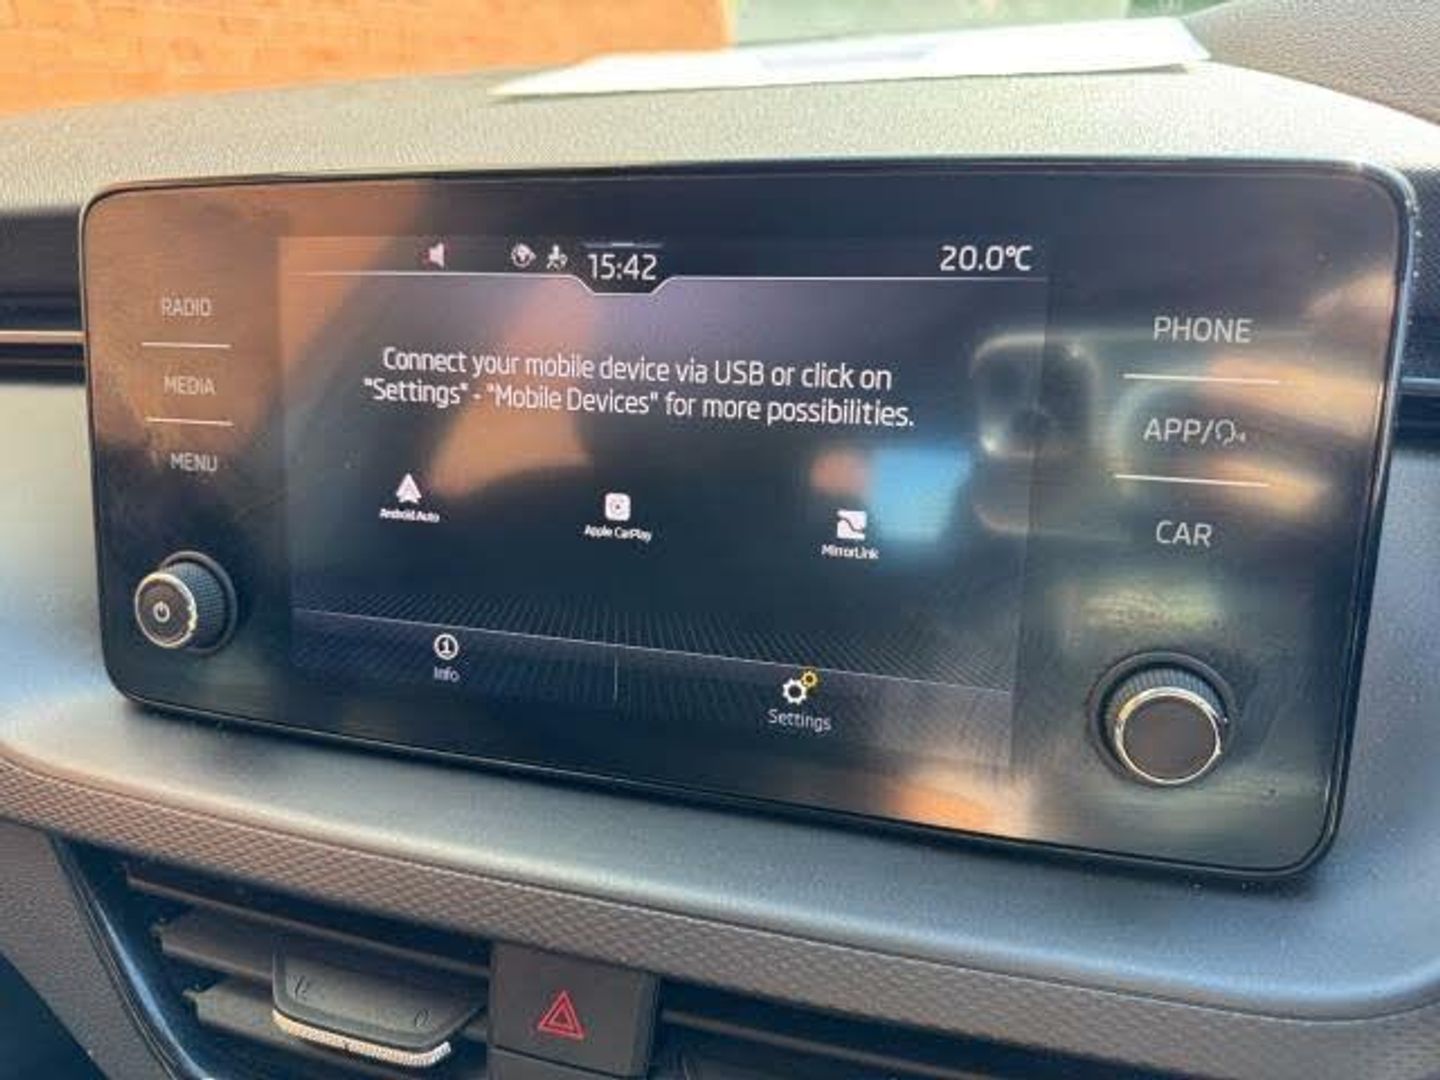 15:42
20.0°C
RADIO
MEDIA
MENU
Connect your mobile device via USB or click on
"Settings" - "Mobile Devices" for more possibilities.
Android Auto
Apple CarPlay
MirrorLink
Info
Settings
PHONE
APP/
CAR